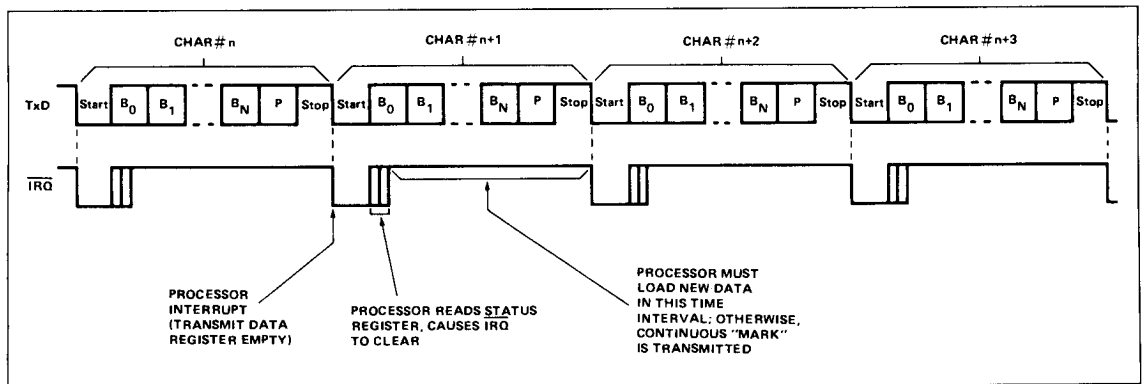 CHAR#n CHAR#n+1 CHAR#n+2 CHAR#n+3
TxD Start B0 B1 BN P Stop Start B0 B1 BN P Stop Start B0 B1 BN P Stop Start B0 B1 BN P Stop
IRQ
PROCESSOR
INTERRUPT
(TRANSMIT DATA
REGISTER EMPTY)
PROCESSOR READS STATUS
REGISTER, CAUSES IRQ
TO CLEAR
PROCESSOR MUST
LOAD NEW DATA
IN THIS TIME
INTERVAL; OTHERWISE,
CONTINUOUS "MARK"
IS TRANSMITTED